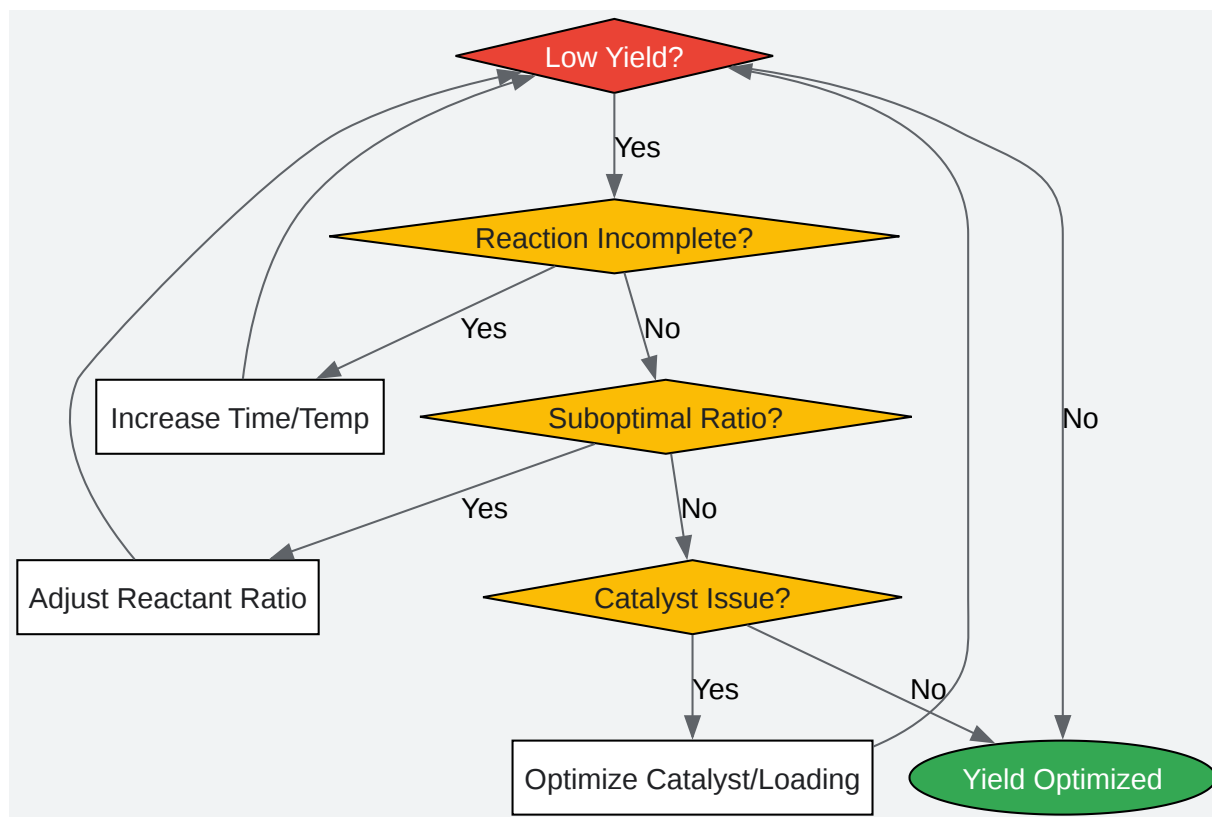 Low Yield?
Yes
Reaction Incomplete?
Yes
No
Increase Time/Temp
Suboptimal Ratio?
No
Yes
No
Adjust Reactant Ratio
Catalyst Issue?
Yes
No
Optimize Catalyst/Loading
Yield Optimized